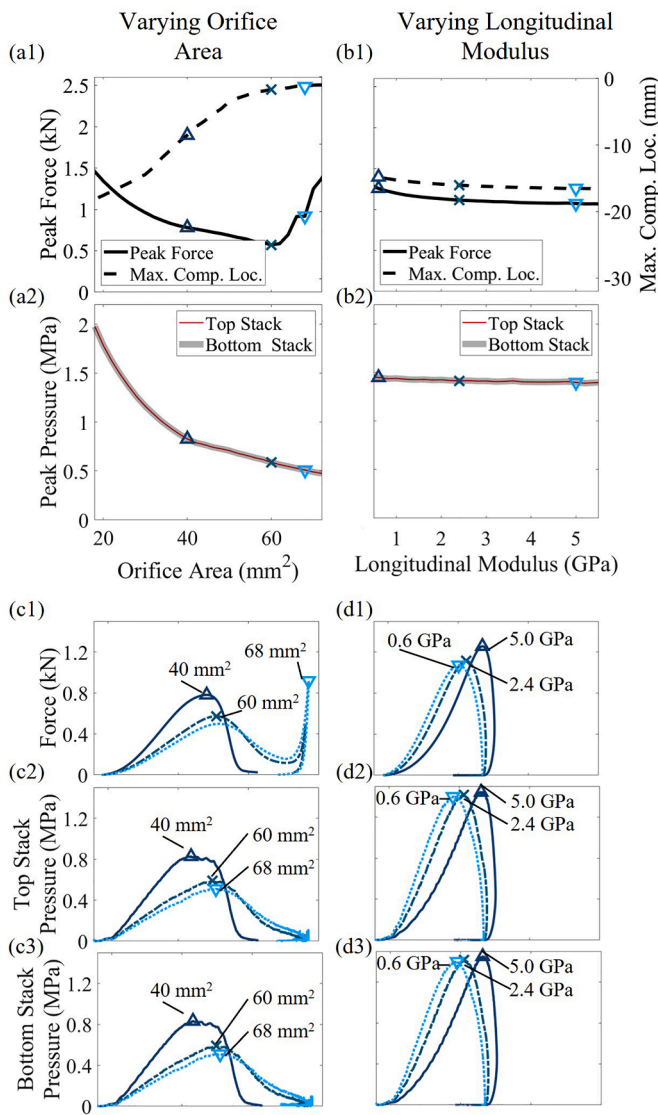 Varying Orifice
Area
Varying Longitudinal
Modulus
(a1)
(b1)
2.5
2
1.5
1
0.5
0
Peak Force (kN)
Peak Force
Max. Comp. Loc.
Peak Force
Max. Comp. Loc.
0
-10
-20
-30
Max. Comp. Loc. (mm)
(a2)
(b2)
2
1.5
1
0.5
0
Peak Pressure (MPa)
Top Stack
Bottom Stack
Top Stack
Bottom Stack
20
40
60
Orifice Area (mm²)
1
2
3
4
5
Longitudinal Modulus (GPa)
(c1)
1.2
0.8
0.4
0
Force (kN)
40 mm²
68 mm²
60 mm²
(d1)
0.6 GPa
5.0 GPa
2.4 GPa
(c2)
1.2
0.8
0.4
0
Top Stack
Pressure (MPa)
40 mm²
60 mm²
68 mm²
(d2)
0.6 GPa
5.0 GPa
2.4 GPa
(c3)
1.2
0.8
0.4
0
Bottom Stack
Pressure (MPa)
40 mm²
60 mm²
68 mm²
(d3)
0.6 GPa
5.0 GPa
2.4 GPa